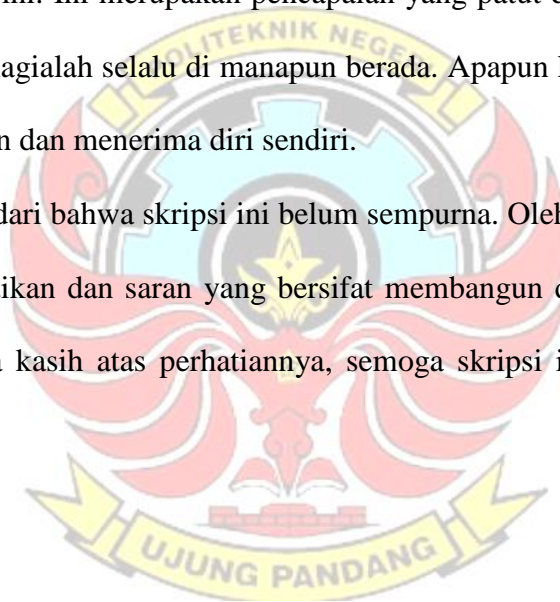 ini. Ini merupakan pencapaian yang patut
POLITEKNIK NEGE
agialah selalu di manapun berada. Apapun
n dan menerima diri sendiri.
dari bahwa skripsi ini belum sempurna. Oleh
ikan dan saran yang bersifat membangun
a kasih atas perhatiannya, semoga skripsi i
UJUNG PANDANG